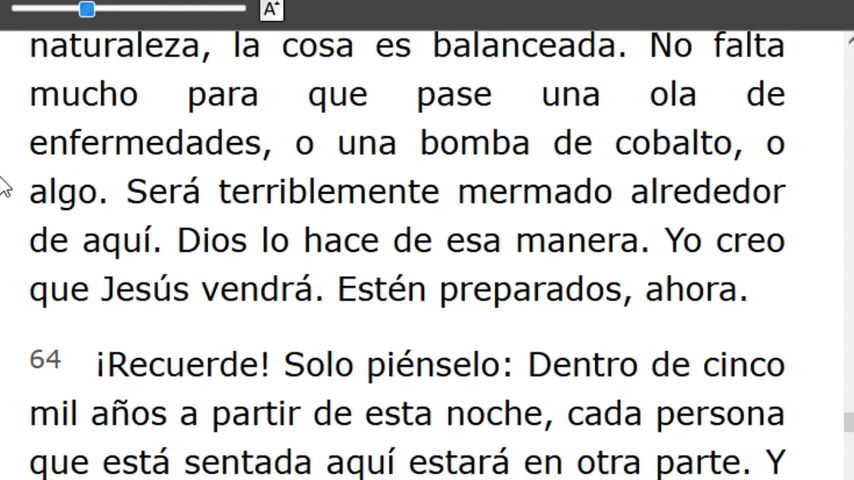 A
naturaleza, la cosa es balanceada. No falta
mucho para que pase una ola de
enfermedades, o una bomba de cobalto, o
algo. Será terriblemente mermado alrededor
de aquí. Dios lo hace de esa manera. Yo creo
que Jesús vendrá. Estén preparados, ahora.
64 ¡Recuerde! Solo piénselo: Dentro de cinco
mil años a partir de esta noche, cada persona
que está sentada aquí estará en otra parte. Y